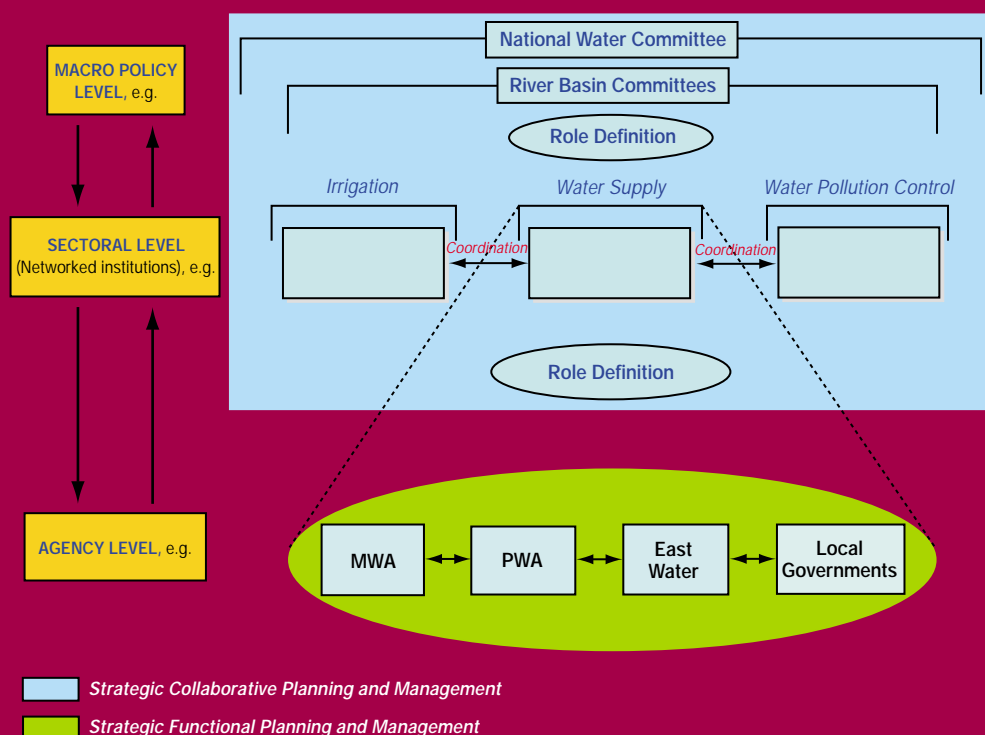 National Water Committee
MACRO POLICY
LEVEL, e.g.
River Basin Committees
Role Definition
Irrigation
Water Supply
Water Pollution Control
SECTORAL LEVEL
(Networked institutions), e.g.
Coordination
Coordination
Role Definition
AGENCY LEVEL, e.g.
MWA
PWA
East
Water
Local
Governments
Strategic Collaborative Planning and Management
Strategic Functional Planning and Management